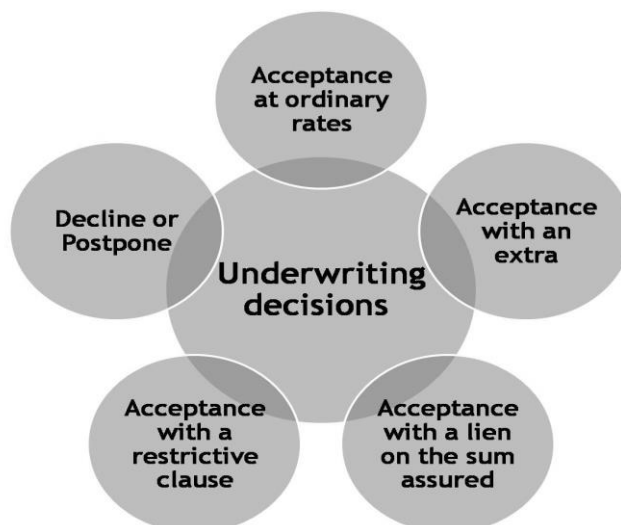 Acceptance
at ordinary
rates
Decline or
Postpone
Acceptance
with an
extra
Underwriting
decisions
Acceptance
with a
restrictive
clause
Acceptance
with a lien
on the sum
assured